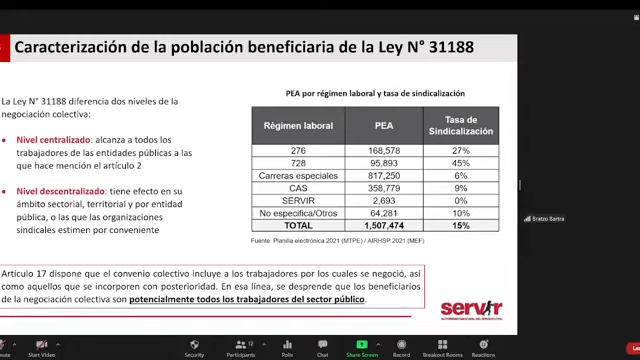 Caracterización de la población beneficiaria de la Ley N° 31188
La Ley N° 31188 diferencia dos niveles de la
negociación colectiva:
• Nivel centralizado: alcanza a todos los
trabajadores de las entidades públicas a las
que hace mención el artículo 2
• Nivel descentralizado: tiene efecto en su
ámbito sectorial, territorial y por entidad
pública, o las que las organizaciones
sindicales estimen por conveniente
PEA por régimen laboral y tasa de sindicalización
Régimen laboral PEA Tasa de Sindicalización
276 168,578 27%
728 95,893 45%
Carreras especiales 817,250 6%
CAS 358,779 9%
SERVIR 2,693 0%
No especifica/Otros 64,281 10%
TOTAL 1,507,474 15%
Fuente: Planilla electrónica 2021 (MTPE) / AIRHSP 2021 (MEF)
Bratzo Bartra
Artículo 17 dispone que el convenio colectivo incluye a los trabajadores por los cuales se negoció, así
como aquellos que se incorporen con posterioridad. En esa línea, se desprende que los beneficiarios
de la negociación colectiva son potencialmente todos los trabajadores del sector público.
servir
Start Video Security Participants 12 Polls Chat Share Screen Record Breakout Rooms Reactions